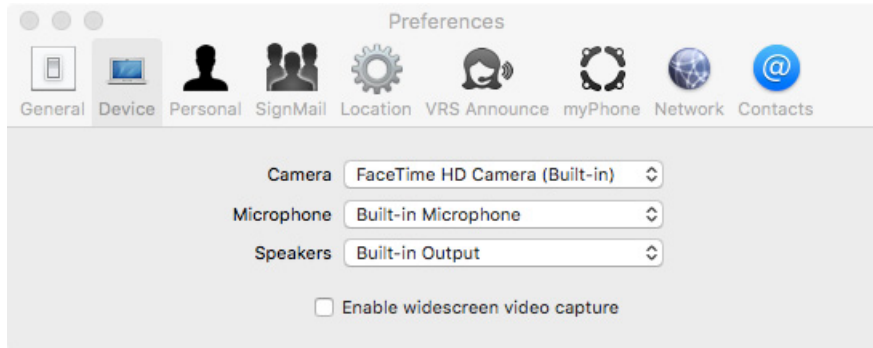 Preferences
General Device Personal SignMail Location VRS Announce myPhone Network Contacts
Camera FaceTime HD Camera (Built-in)
Microphone Built-in Microphone
Speakers Built-in Output
Enable widescreen video capture